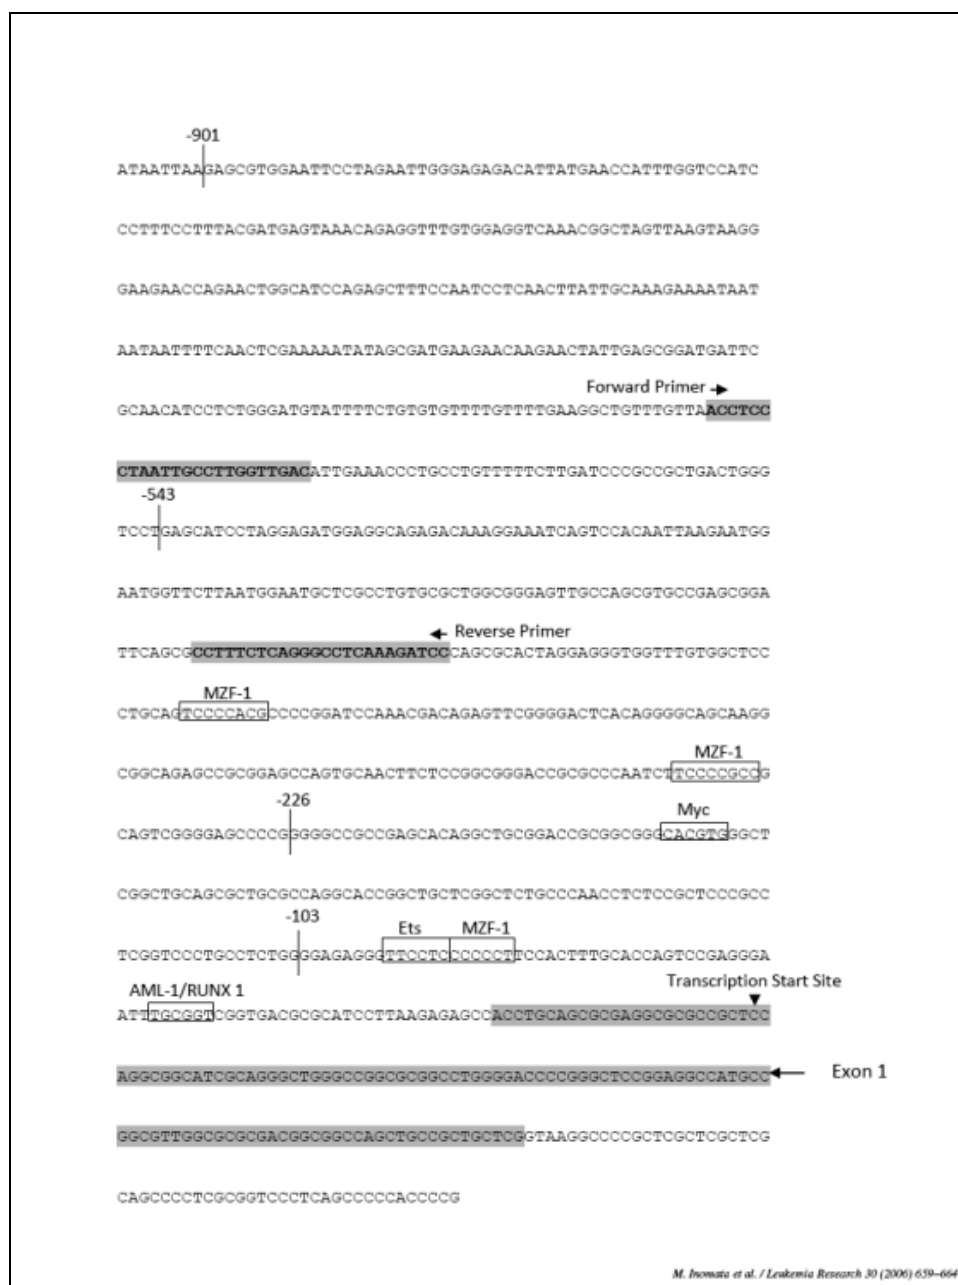 -901
ATAATTAAGAGCGTGGAATTCCTAGAATTGGGAGAGACATTATGAACCATTTGGTCCATC
CCTTTCCTTTACGATGAGTAAACAGAGGTTTGTGGAGGTCAAACGGCTAGTTAAGTAAGG
GAAGAACCAGAACTGGCATCCAGAGCTTTCCAATCCTCAACTTATTGCAAAGAAAATAAT
AATAATTTTCAACTCGAAAAATATAGCGATGAAGAACAAGAACTATTGAGCGGATGATTC
Forward Primer
GCAACATCCTCTGGGATGTATTTTCTGTGTGTTTTGTTTTGAAGGCTGTTTGTTAACCTCC
CTAATTGCCTTGGTTGACATTGAAACCCTGCCTGTTTTTCTTGATCCCGCCGCTGACTGGG
-543
TCCTGAGCATCCTAGGAGATGGAGGCAGAGACAAAGGAAATCAGTCCACAATTAAGAATGG
AATGGTTCTTAATGGAATGCTCGCCTGTGCGCTGGCGGGAGTTGCCAGCGTGCCGAGCGGA
Reverse Primer
TTCAGCGCCTTTCTCAGGGCCTCAAAGATCCCAGCGCACTAGGAGGGTGGTTTGTGGCTCC
MZF-1
CTGCAGTCCCCACGCCCCGGATCCAAACGACAGAGTTCGGGGACTCACAGGGGCAGCAAGG
MZF-1
CGGCAGAGCCGCGGAGCCAGTGCAACTTCTCCGGCGGGACCGCGCCCAATCTTCCCCGCCG
-226
Myc
CAGTCGGGGAGCCCCGGGGGCCGCCGAGCACAGGCTGCGGACCGCGGCGGGCACGTGGGCT
CGGCTGCAGCGCTGCGCCAGGCACCGGCTGCTCGGCTCTGCCCAACCTCTCCGCTCCCGCC
-103
Ets
MZF-1
TCGGTCCCTGCCTCTGGGGAGAGGGTTCCTCCCCCCTTCCACTTTGCACCAGTCCGAGGGA
AML-1/RUNX 1
Transcription Start Site
ATTTGCGGTCGGTGACGCGCATCCTTAAGAGAGCCACCTGCAGCGCGAGGCGCGCCGCTCC
AGGCGGCATCGCAGGGCTGGGCCGGCGCGGCCTGGGGACCCCGGGCTCCGGAGGCCATGCC
Exon 1
GGCGTTGGCGCGCGACGGCGGCCAGCTGCCGCTGCTCGGTAAGGCCCCGCTCGCTCGCTCG
CAGCCCCTCGCGGTCCCTCAGCCCCCACCCCG
M. Inomata et al. / Leukemia Research 30 (2006) 659–664